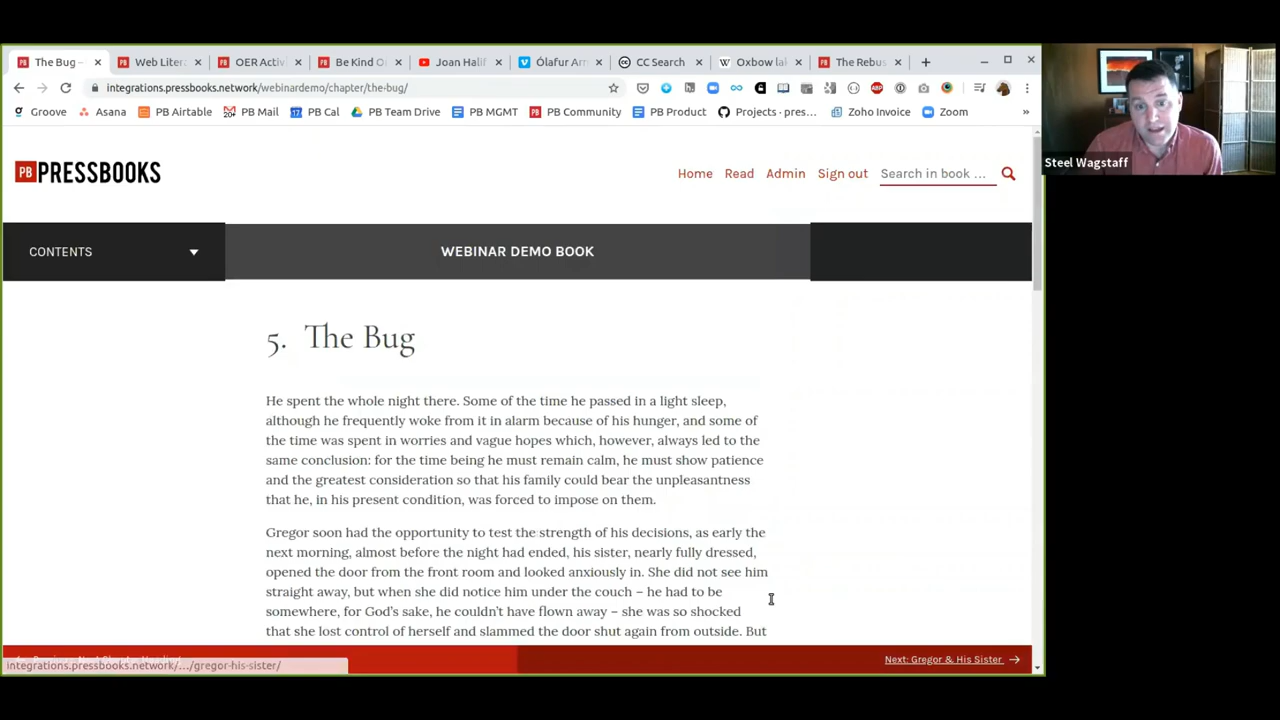 The Bug –
Web Liter
OER Activ
Be Kind O
Joan Halif
Ólafur Arn
CC Search
Oxbow lak
The Rebus
integrations.pressbooks.network/webinardemo/chapter/the-bug/
Groove
Asana
PB Airtable
PB Mail
PB Cal
PB Team Drive
PB MGMT
PB Community
PB Product
Projects · pres...
Zoho Invoice
Zoom
»
Steel Wagstaff
PB PRESSBOOKS
Home
Read
Admin
Sign out
Search in book ...
CONTENTS
WEBINAR DEMO BOOK
5. The Bug
He spent the whole night there. Some of the time he passed in a light sleep,
although he frequently woke from it in alarm because of his hunger, and some of
the time was spent in worries and vague hopes which, however, always led to the
same conclusion: for the time being he must remain calm, he must show patience
and the greatest consideration so that his family could bear the unpleasantness
that he, in his present condition, was forced to impose on them.
Gregor soon had the opportunity to test the strength of his decisions, as early the
next morning, almost before the night had ended, his sister, nearly fully dressed,
opened the door from the front room and looked anxiously in. She did not see him
straight away, but when she did notice him under the couch – he had to be
somewhere, for God's sake, he couldn't have flown away – she was so shocked
that she lost control of herself and slammed the door shut again from outside. But
integrations.pressbooks.network/.../gregor-his-sister/
Next: Gregor & His Sister →